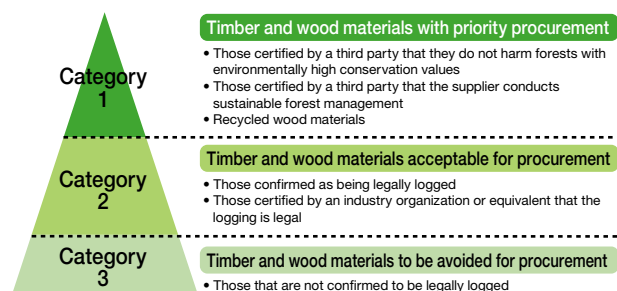 Category
1
Timber and wood materials with priority procurement
• Those certified by a third party that they do not harm forests with
environmentally high conservation values
• Those certified by a third party that the supplier conducts
sustainable forest management
• Recycled wood materials
Category
2
Timber and wood materials acceptable for procurement
• Those confirmed as being legally logged
• Those certified by an industry organization or equivalent that the
logging is legal
Category
3
Timber and wood materials to be avoided for procurement
• Those that are not confirmed to be legally logged